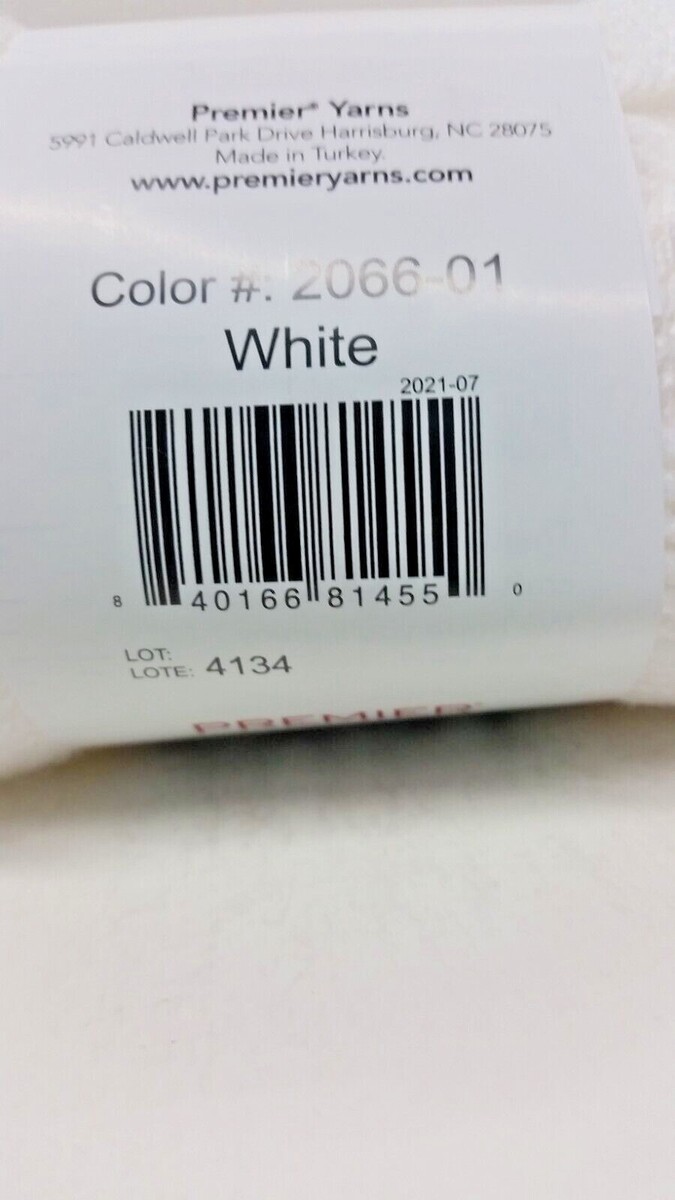 Premier® Yarns
5991 Caldwell Park Drive Harrisburg, NC 28075
Made in Turkey.
www.premieryarns.com
Color #: 2066-01
White
2021-07
8 40166 81455 0
LOT:
LOTE: 4134
PREMIER®